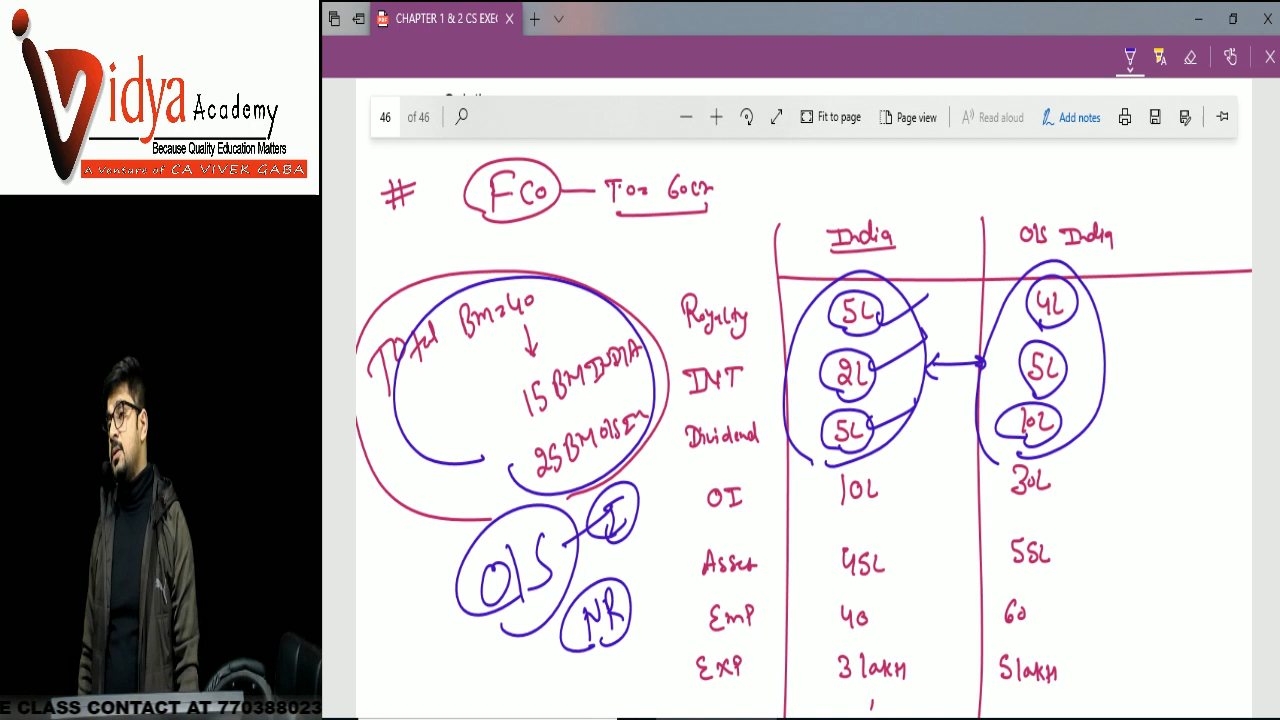 Vidya
Academy
Because Quality Education Matters
A Venture of CA VIVEK GABA
CHAPTER 1 & 2 CS EXEC
46 of 46
Fit to page
Page view
Read aloud
Add notes
# FCo — T.O= 60cr
India O/S India
Total BM=40
15 BM INDIA
25 BM O/S IN
O/S I
NR
Royalty 5L 4L
INT 2L 5L
Dividend 5L 10L
OI 10L 30L
Asset 45L 55L
Emp 40 60
EXP 3 lakh 5 lakh
E CLASS CONTACT AT 770388023